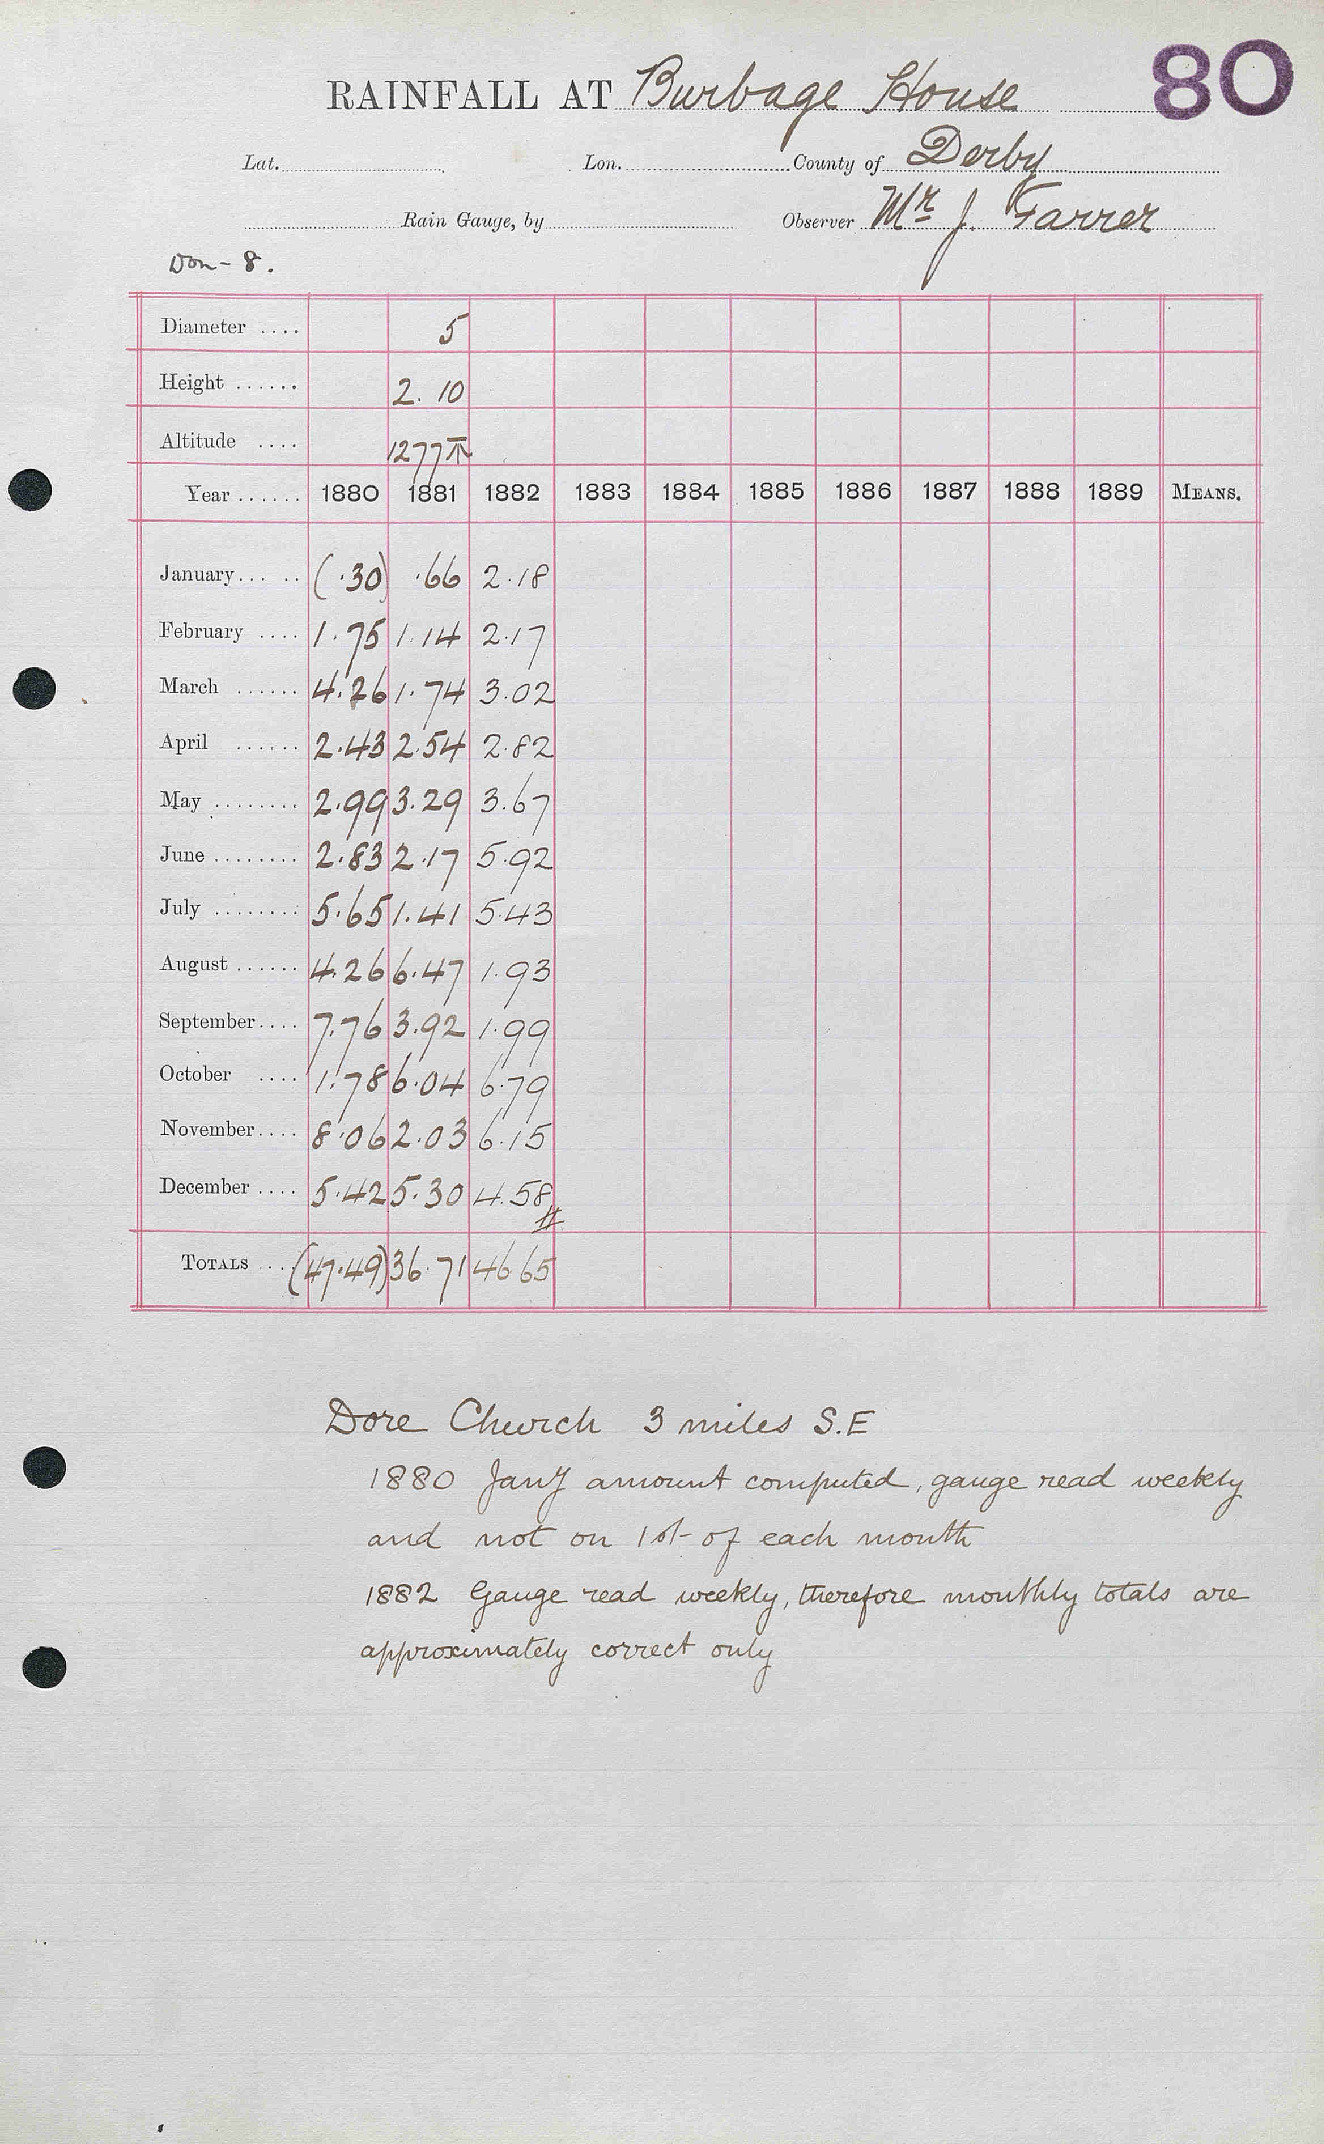 80
RAINFALL AT Burbage House
Lat. Lon. County of Derby
Rain Gauge, by Observer Mr J. Farrer
Don - 8.
Diameter .... 5
Height ...... 2. 10
Altitude .... 1277
Year ...... 1880 1881 1882 1883 1884 1885 1886 1887 1888 1889 MEANS.
January... .. (.30) .66 2.18
February .... 1.75 1.14 2.17
March ...... 4.26 1.74 3.02
April ...... 2.43 2.54 2.82
May ........ 2.99 3.29 3.67
June ........ 2.83 2.17 5.92
July ........ 5.65 1.41 5.43
August ...... 4.26 6.47 1.93
September.... 7.76 3.92 1.99
October .... 1.78 6.04 6.79
November.... 8.06 2.03 6.15
December .... 5.42 5.30 4.58
TOTALS ... (47.49) 36.71 46.65
Dore Church 3 miles S.E
1880 Jany amount computed, gauge read weekly
and not on 1st of each month
1882 Gauge read weekly, therefore monthly totals are
approximately correct only